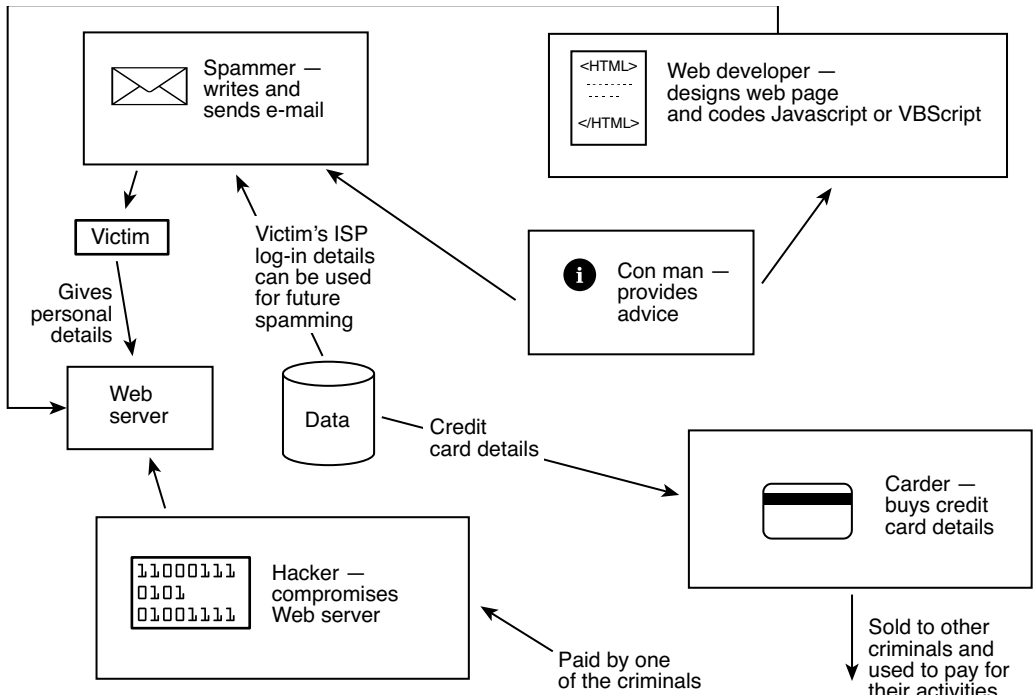 Spammer —
writes and
sends e-mail
<HTML>
</HTML>
Web developer —
designs web page
and codes Javascript or VBScript
Victim
Victim's ISP
log-in details
can be used
for future
spamming
Con man —
provides
advice
Gives
personal
details
Web
server
Data
Credit
card details
Carder —
buys credit
card details
11000111
0101
01001111
Hacker —
compromises
Web server
Paid by one
of the criminals
Sold to other
criminals and
used to pay for
their activities